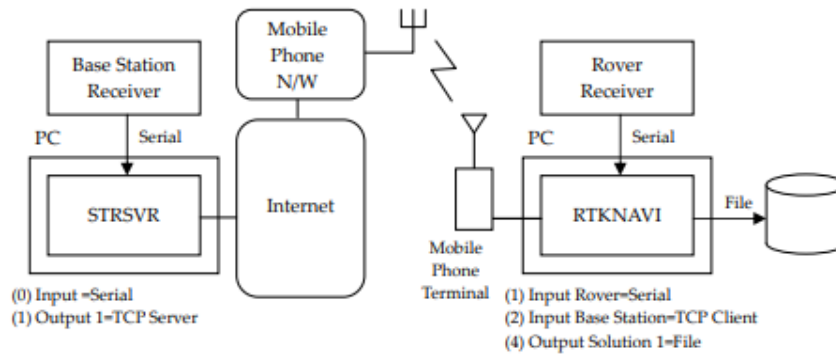 Base Station
Receiver
Mobile
Phone
N/W
Rover
Receiver
PC
Serial
PC
Serial
STRSVR
Internet
RTKNAVI
File
Mobile
Phone
Terminal
(0) Input =Serial
(1) Output 1=TCP Server
(1) Input Rover=Serial
(2) Input Base Station=TCP Client
(4) Output Solution 1=File